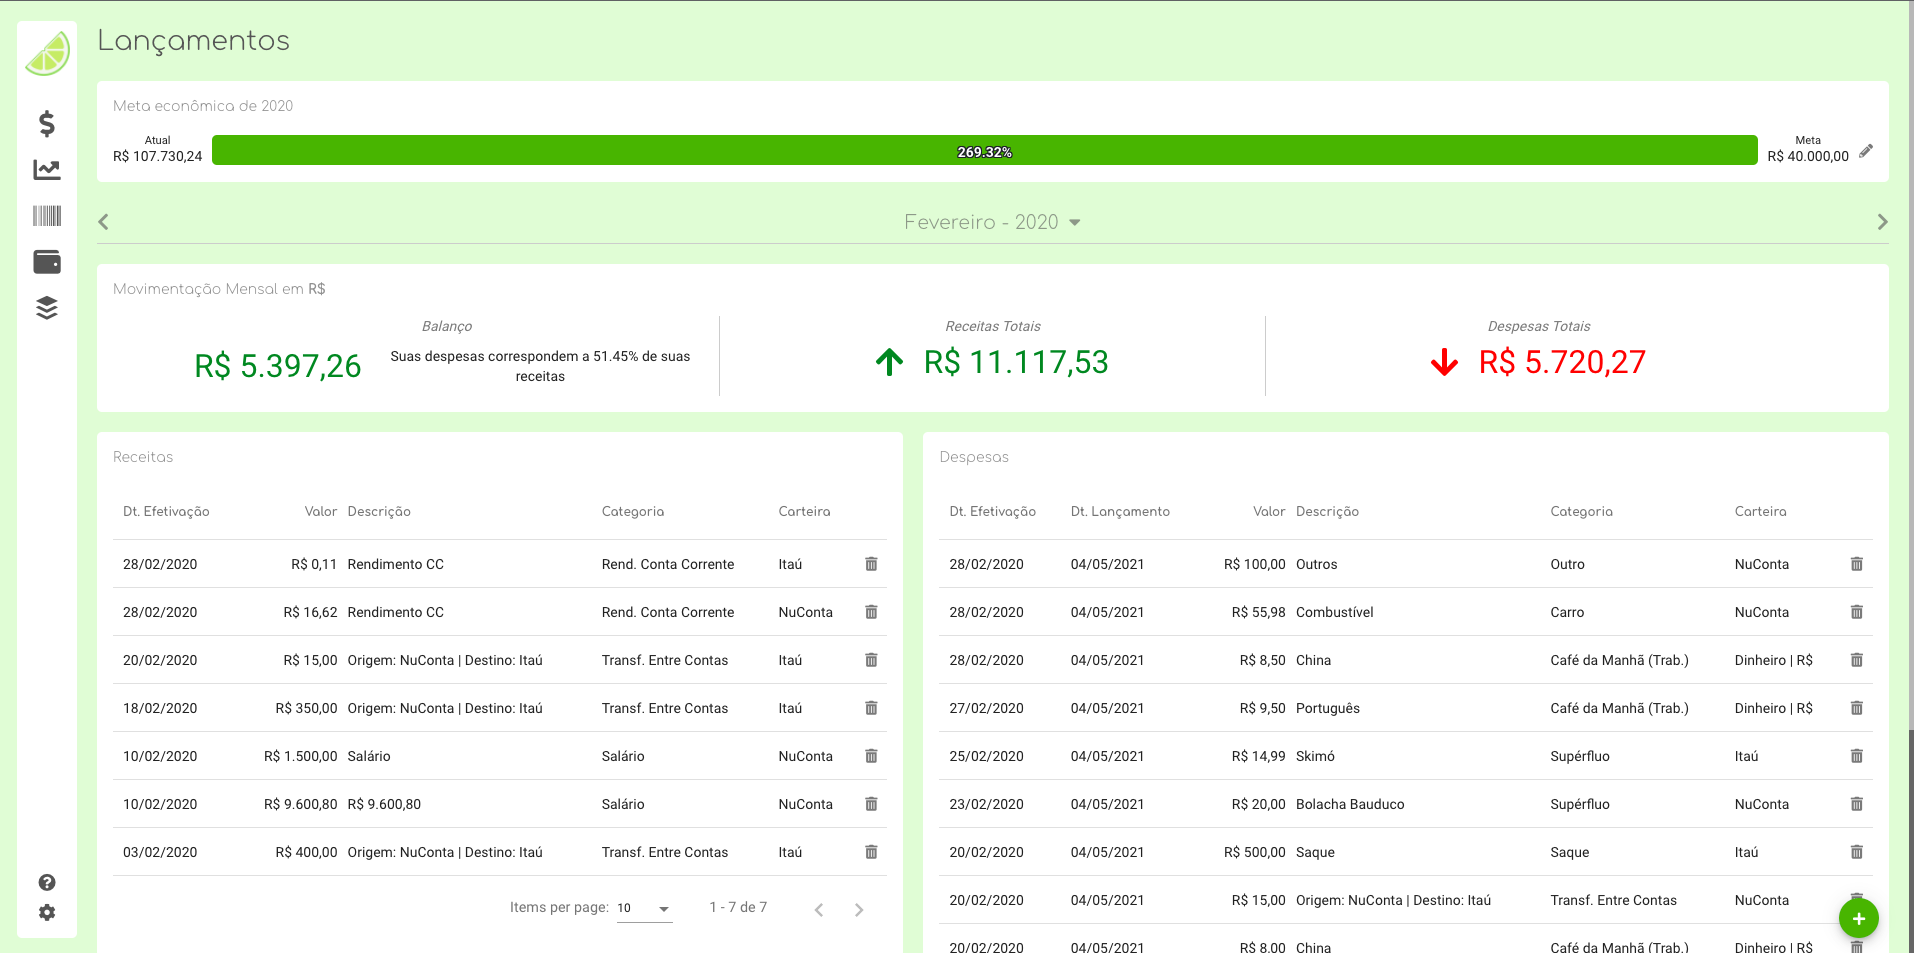 Lançamentos
Meta econômica de 2020
Atual
R$ 107.730,24
269.32%
Meta
R$ 40.000,00
Fevereiro - 2020
Movimentação Mensal em R$
Balanço
R$ 5.397,26
Suas despesas correspondem a 51.45% de suas
receitas
Receitas Totais
R$ 11.117,53
Despesas Totais
R$ 5.720,27
Receitas
Dt. Efetivação Valor Descrição Categoria Carteira
28/02/2020 R$ 0,11 Rendimento CC Rend. Conta Corrente Itaú
28/02/2020 R$ 16,62 Rendimento CC Rend. Conta Corrente NuConta
20/02/2020 R$ 15,00 Origem: NuConta | Destino: Itaú Transf. Entre Contas Itaú
18/02/2020 R$ 350,00 Origem: NuConta | Destino: Itaú Transf. Entre Contas Itaú
10/02/2020 R$ 1.500,00 Salário Salário NuConta
10/02/2020 R$ 9.600,80 R$ 9.600,80 Salário NuConta
03/02/2020 R$ 400,00 Origem: NuConta | Destino: Itaú Transf. Entre Contas Itaú
Items per page: 10 1 - 7 de 7
Despesas
Dt. Efetivação Dt. Lançamento Valor Descrição Categoria Carteira
28/02/2020 04/05/2021 R$ 100,00 Outros Outro NuConta
28/02/2020 04/05/2021 R$ 55,98 Combustível Carro NuConta
28/02/2020 04/05/2021 R$ 8,50 China Café da Manhã (Trab.) Dinheiro | R$
27/02/2020 04/05/2021 R$ 9,50 Português Café da Manhã (Trab.) Dinheiro | R$
25/02/2020 04/05/2021 R$ 14,99 Skimó Supérfluo Itaú
23/02/2020 04/05/2021 R$ 20,00 Bolacha Bauduco Supérfluo NuConta
20/02/2020 04/05/2021 R$ 500,00 Saque Saque Itaú
20/02/2020 04/05/2021 R$ 15,00 Origem: NuConta | Destino: Itaú Transf. Entre Contas NuConta
20/02/2020 04/05/2021 R$ 8,00 China Café da Manhã (Trab.) Dinheiro | R$